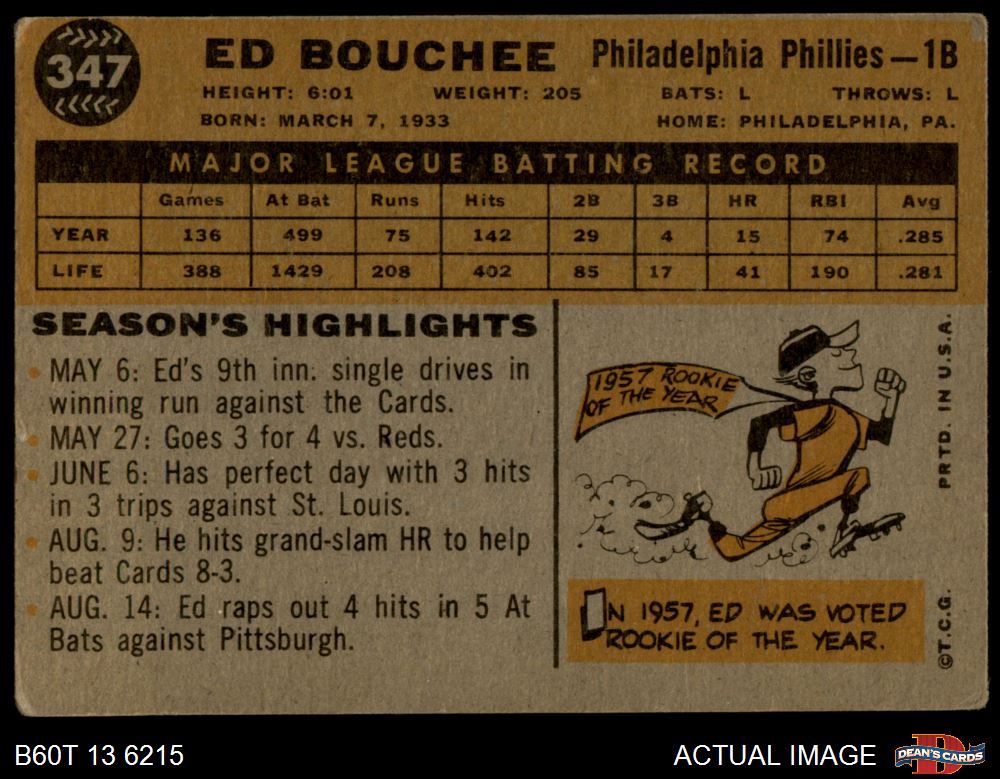 347
ED BOUCHEE Philadelphia Phillies—1B
HEIGHT: 6:01 WEIGHT: 205 BATS: L THROWS: L
BORN: MARCH 7, 1933 HOME: PHILADELPHIA, PA.
MAJOR LEAGUE BATTING RECORD
Games At Bat Runs Hits 2B 3B HR RBI Avg
YEAR 136 499 75 142 29 4 15 74 .285
LIFE 388 1429 208 402 85 17 41 190 .281
SEASON'S HIGHLIGHTS
• MAY 6: Ed's 9th inn. single drives in
winning run against the Cards.
• MAY 27: Goes 3 for 4 vs. Reds.
• JUNE 6: Has perfect day with 3 hits
in 3 trips against St. Louis.
• AUG. 9: He hits grand-slam HR to help
beat Cards 8-3.
• AUG. 14: Ed raps out 4 hits in 5 At
Bats against Pittsburgh.
1957 ROOKIE
OF THE YEAR
IN 1957, ED WAS VOTED
ROOKIE OF THE YEAR.
PRTD. IN U.S.A.
©T.C.G.
B60T 13 6215 ACTUAL IMAGE
D
DEAN'S CARDS